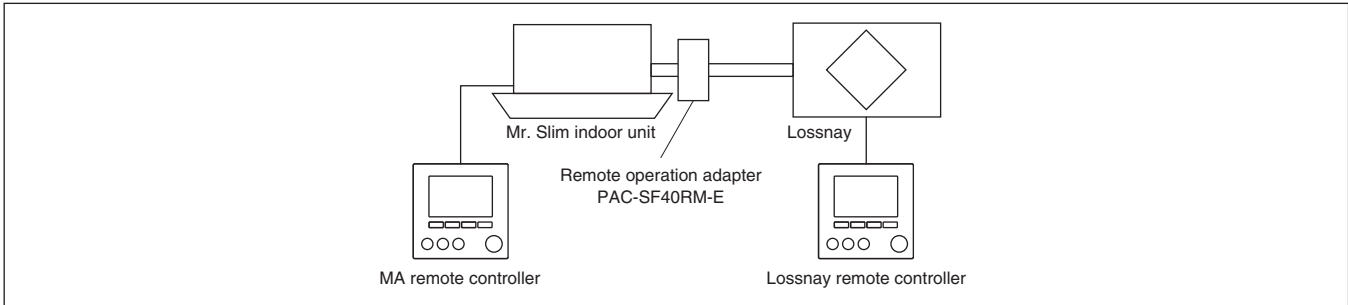 Mr. Slim indoor unit
Lossnay
Remote operation adapter
PAC-SF40RM-E
MA remote controller
Lossnay remote controller